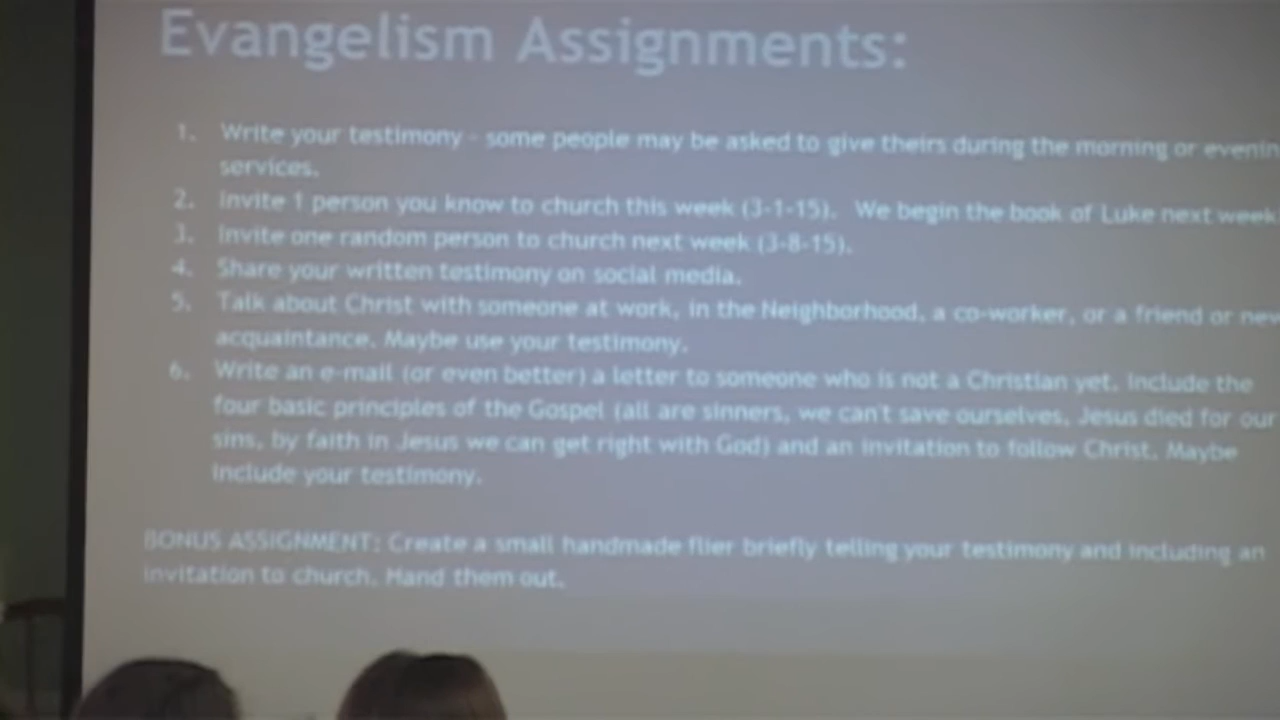 Evangelism Assignments:
1. Write your testimony - some people may be asked to give theirs during the morning or evenin
services.
2. Invite 1 person you know to church this week (3-1-15). We begin the book of Luke next week
3. Invite one random person to church next week (3-8-15).
4. Share your written testimony on social media.
5. Talk about Christ with someone at work, in the Neighborhood, a co-worker, or a friend or new
acquaintance. Maybe use your testimony.
6. Write an e-mail (or even better) a letter to someone who is not a Christian yet. Include the
four basic principles of the Gospel (all are sinners, we can't save ourselves, Jesus died for our
sins, by faith in Jesus we can get right with God) and an invitation to follow Christ. Maybe
include your testimony.
BONUS ASSIGNMENT: Create a small handmade flier briefly telling your testimony and including an
invitation to church. Hand them out.